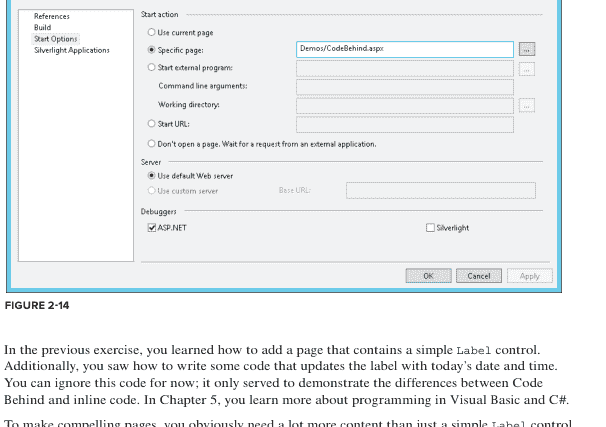 References
Build
Start Options
Silverlight Applications
Start action
Use current page
Specific page:
Demos/CodeBehind.aspx
...
Start external program:
...
Command line arguments:
Working directory:
...
Start URL:
Don't open a page. Wait for a request from an external application.
Server
Use default Web server
Use custom server
Base URL:
Debuggers
ASP.NET
Silverlight
OK
Cancel
Apply
FIGURE 2-14
In the previous exercise, you learned how to add a page that contains a simple Label control.
Additionally, you saw how to write some code that updates the label with today's date and time.
You can ignore this code for now; it only served to demonstrate the differences between Code
Behind and inline code. In Chapter 5, you learn more about programming in Visual Basic and C#.
To make compelling pages, you obviously need a lot more content than just a simple Label control